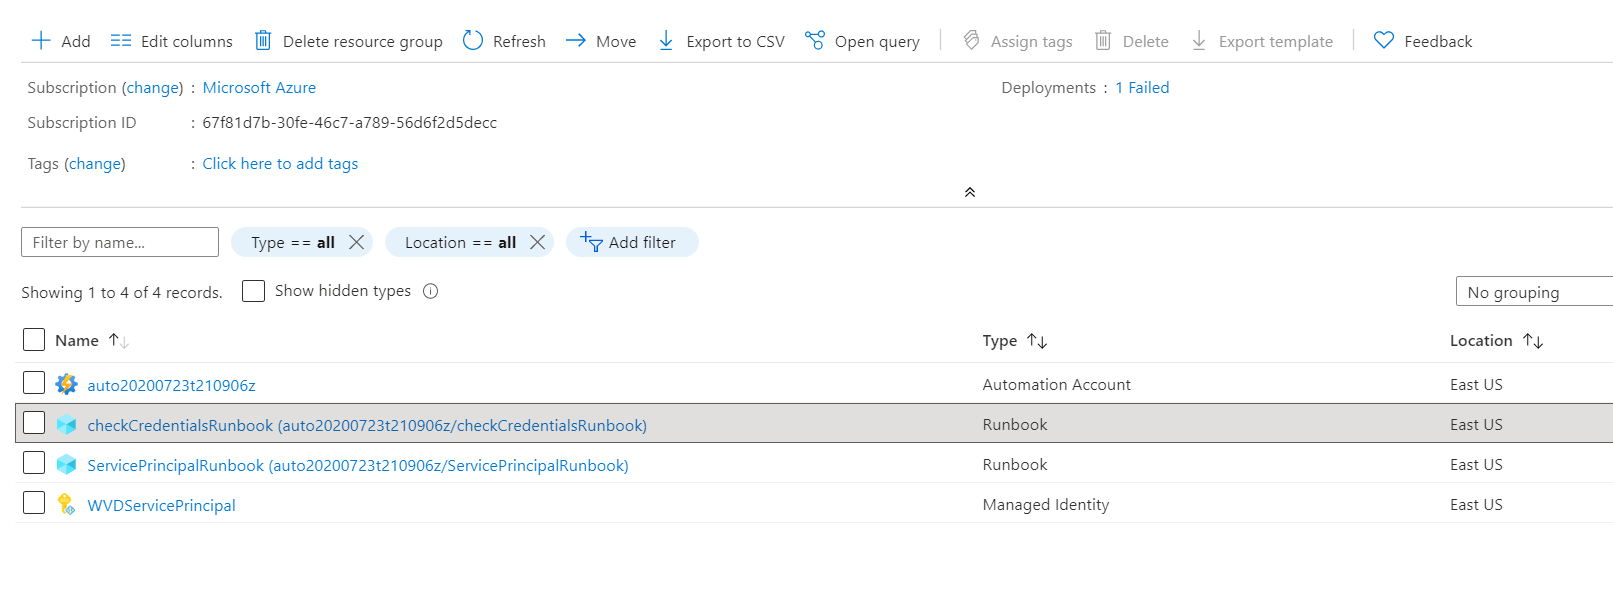 Add Edit columns Delete resource group Refresh Move Export to CSV Open query Assign tags Delete Export template Feedback
Subscription (change) : Microsoft Azure Deployments : 1 Failed
Subscription ID : 67f81d7b-30fe-46c7-a789-56d6f2d5decc
Tags (change) : Click here to add tags
Filter by name... Type == all Location == all Add filter
Showing 1 to 4 of 4 records. Show hidden types No grouping
Name Type Location
auto20200723t210906z Automation Account East US
checkCredentialsRunbook (auto20200723t210906z/checkCredentialsRunbook) Runbook East US
ServicePrincipalRunbook (auto20200723t210906z/ServicePrincipalRunbook) Runbook East US
WVDServicePrincipal Managed Identity East US